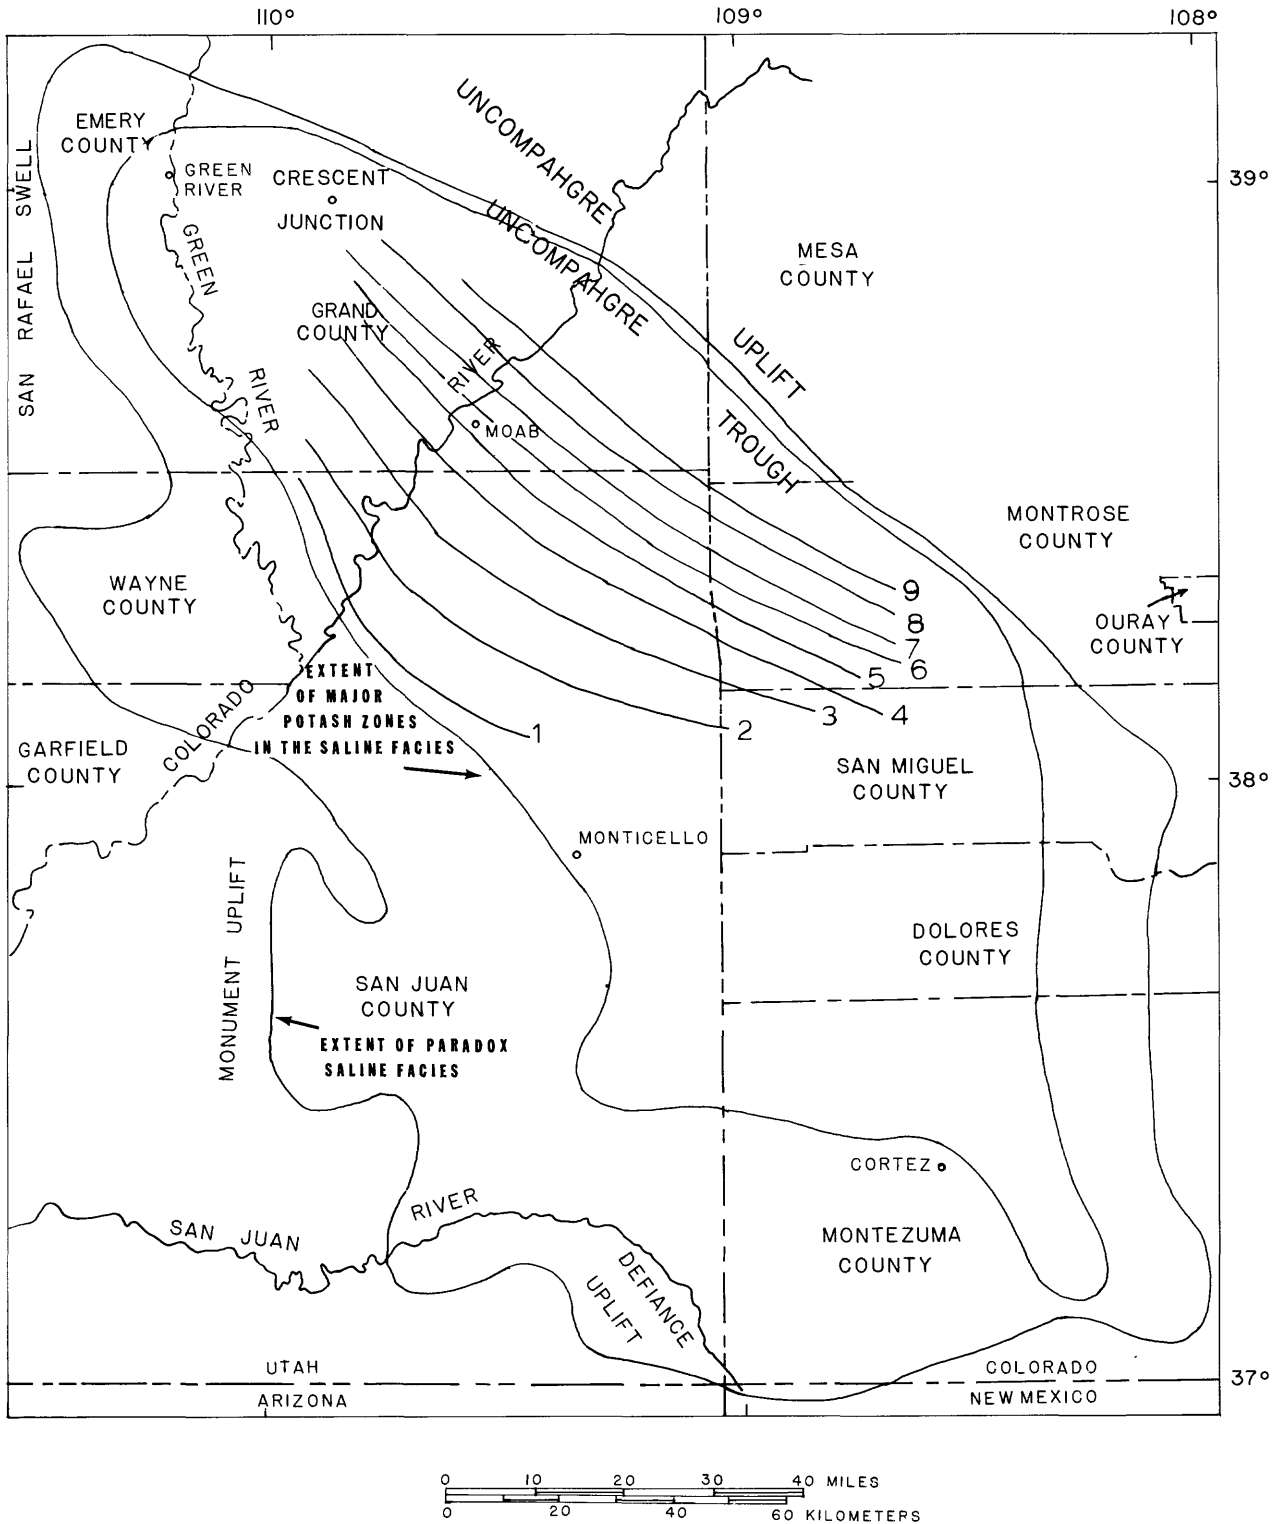 110°
109°
108°
UNCOMPAHGRE
EMERY
COUNTY
SAN RAFAEL SWELL
GREEN
RIVER
CRESCENT
JUNCTION
39°
UNCOMPAHGRE
GREEN
MESA
COUNTY
GRAND
COUNTY
UPLIFT
RIVER
RIVER
MOAB
TROUGH
MONTROSE
COUNTY
WAYNE
COUNTY
9
8
7
6
5
4
3
2
1
OURAY
COUNTY
EXTENT
OF MAJOR
POTASH ZONES
IN THE SALINE FACIES
COLORADO
GARFIELD
COUNTY
SAN MIGUEL
COUNTY
38°
MONTICELLO
MONUMENT UPLIFT
DOLORES
COUNTY
SAN JUAN
COUNTY
EXTENT OF PARADOX
SALINE FACIES
CORTEZ
SAN JUAN
RIVER
MONTEZUMA
COUNTY
DEFIANCE
UPLIFT
UTAH
ARIZONA
COLORADO
NEW MEXICO
37°
0 10 20 30 40 MILES
0 20 40 60 KILOMETERS